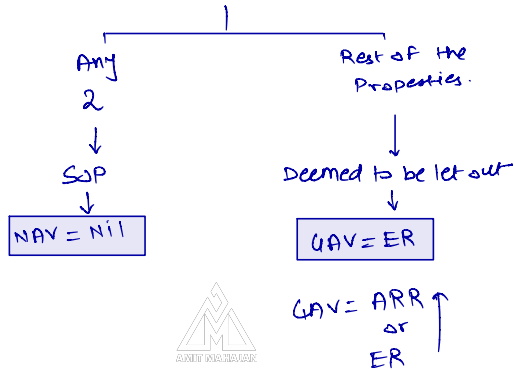 Any
2
SOP
NAV = Nil
Rest of the
Properties.
Deemed to be let out
GAV = ER
GAV = ARR
or
ER
AMIT MAHAJAN